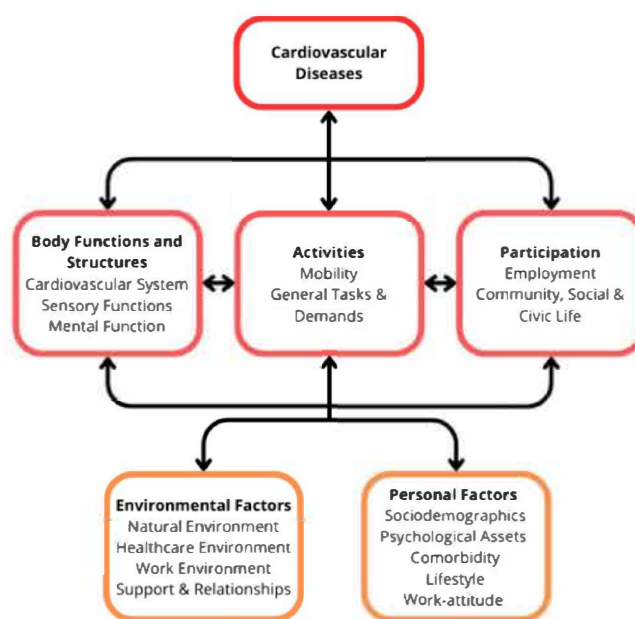 Cardiovascular
Diseases
Body Functions and
Structures
Cardiovascular System
Sensory Functions
Mental Function
Activities
Mobility
General Tasks &
Demands
Participation
Employment
Community, Social &
Civic Life
Environmental Factors
Natural Environment
Healthcare Environment
Work Environment
Support & Relationships
Personal Factors
Sociodemographics
Psychological Assets
Comorbidity
Lifestyle
Work-attitude